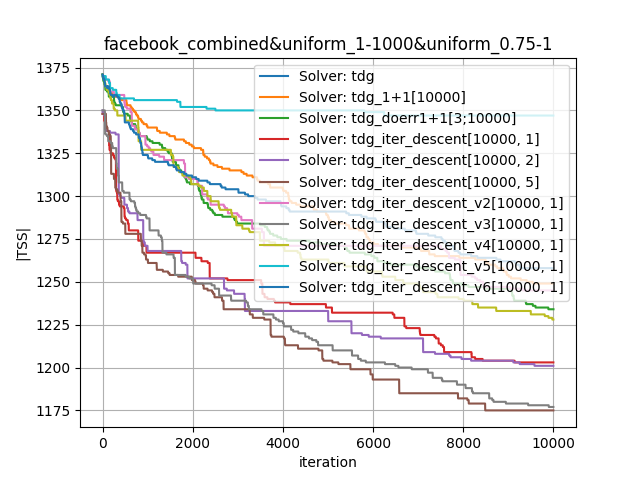 facebook_combined&uniform_1-1000&uniform_0.75-1
|TSS|
1375
1350
1325
1300
1275
1250
1225
1200
1175
Solver: tdg
Solver: tdg_1+1[10000]
Solver: tdg_doerr1+1[3;10000]
Solver: tdg_iter_descent[10000, 1]
Solver: tdg_iter_descent[10000, 2]
Solver: tdg_iter_descent[10000, 5]
Solver: tdg_iter_descent_v2[10000, 1]
Solver: tdg_iter_descent_v3[10000, 1]
Solver: tdg_iter_descent_v4[10000, 1]
Solver: tdg_iter_descent_v5[10000, 1]
Solver: tdg_iter_descent_v6[10000, 1]
0 2000 4000 6000 8000 10000
iteration